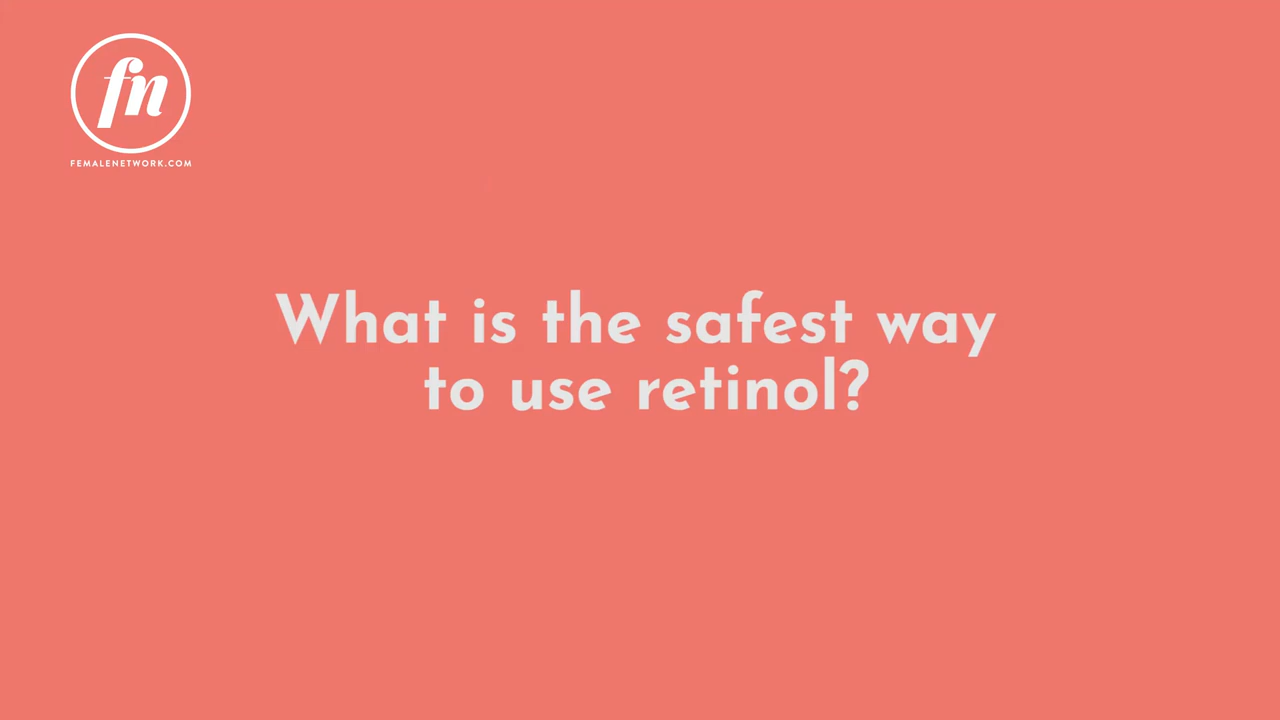 fn
FEMALENETWORK.COM
What is the safest way
to use retinol?